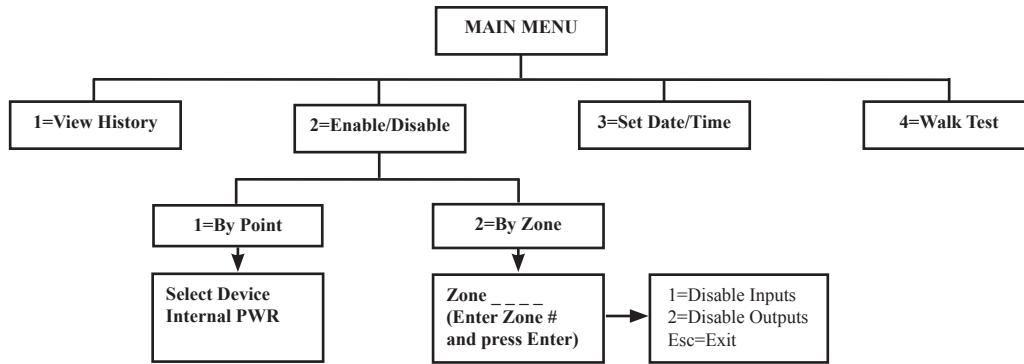 MAIN MENU
1=View History
2=Enable/Disable
3=Set Date/Time
4=Walk Test
1=By Point
2=By Zone
Select Device
Internal PWR
Zone _ _ _ _
(Enter Zone #
and press Enter)
1=Disable Inputs
2=Disable Outputs
Esc=Exit